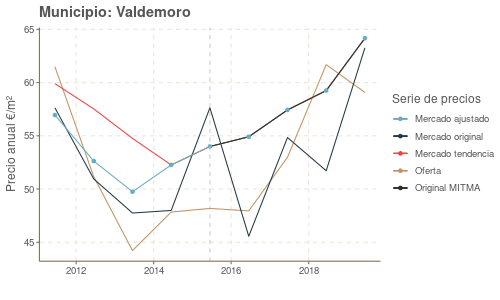 Municipio: Valdemoro
Precio anual €/m²
65
60
55
50
45
2012
2014
2016
2018
Serie de precios
Mercado ajustado
Mercado original
Mercado tendencia
Oferta
Original MITMA